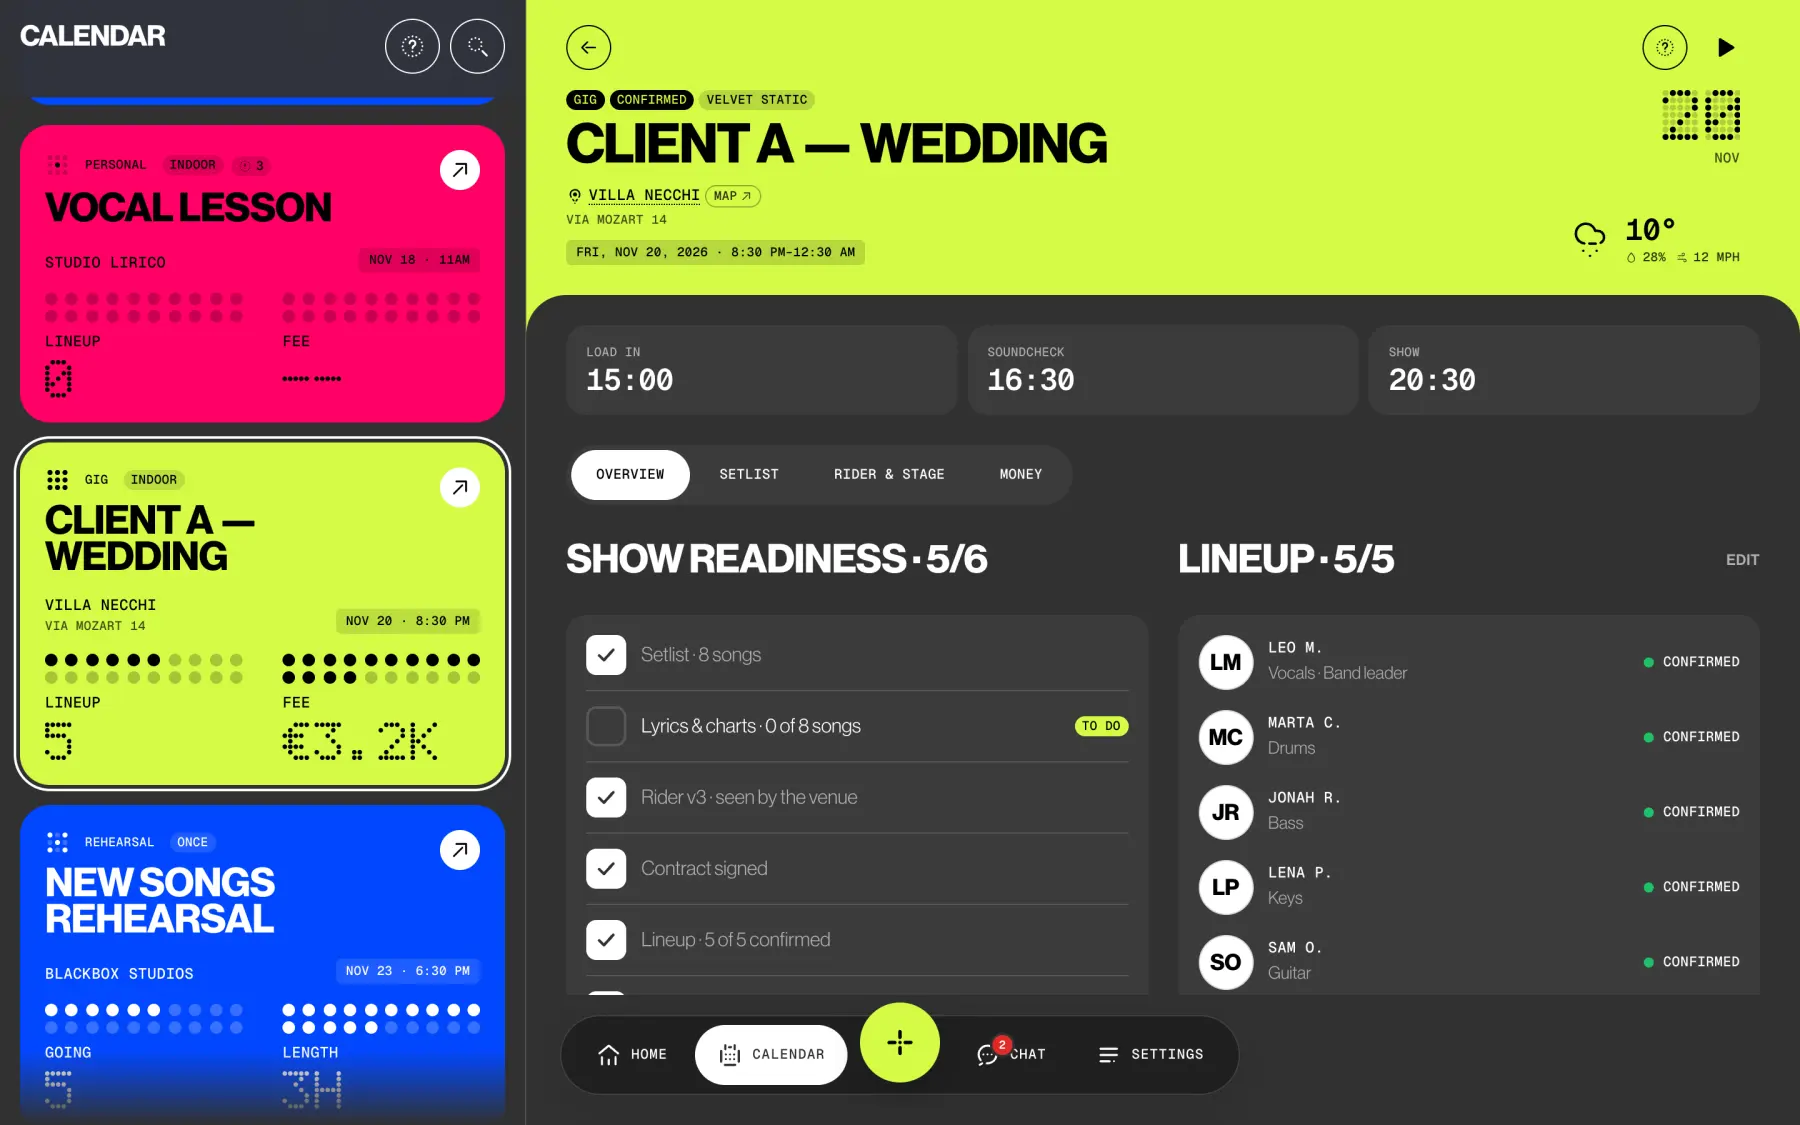 CALENDAR
PERSONAL INDOOR 3
VOCAL LESSON
STUDIO LIRICO
NOV 18 · 11AM
LINEUP
FEE
0
GIG INDOOR
CLIENT A —
WEDDING
VILLA NECCHI
VIA MOZART 14
NOV 20 · 8:30 PM
LINEUP
FEE
5
€3.2K
REHEARSAL ONCE
NEW SONGS
REHEARSAL
BLACKBOX STUDIOS
NOV 23 · 6:30 PM
GOING
LENGTH
5
3H
GIG CONFIRMED VELVET STATIC
CLIENT A — WEDDING
VILLA NECCHI MAP ↗
VIA MOZART 14
FRI, NOV 20, 2026 · 8:30 PM–12:30 AM
20
NOV
10°
28% 12 MPH
LOAD IN
15:00
SOUNDCHECK
16:30
SHOW
20:30
OVERVIEW SETLIST RIDER & STAGE MONEY
SHOW READINESS · 5/6
Setlist · 8 songs
Lyrics & charts · 0 of 8 songs TO DO
Rider v3 · seen by the venue
Contract signed
Lineup · 5 of 5 confirmed
LINEUP · 5/5 EDIT
LM LEO M. CONFIRMED
Vocals · Band leader
MC MARTA C. CONFIRMED
Drums
JR JONAH R. CONFIRMED
Bass
LP LENA P. CONFIRMED
Keys
SO SAM O. CONFIRMED
Guitar
HOME CALENDAR 2 CHAT SETTINGS